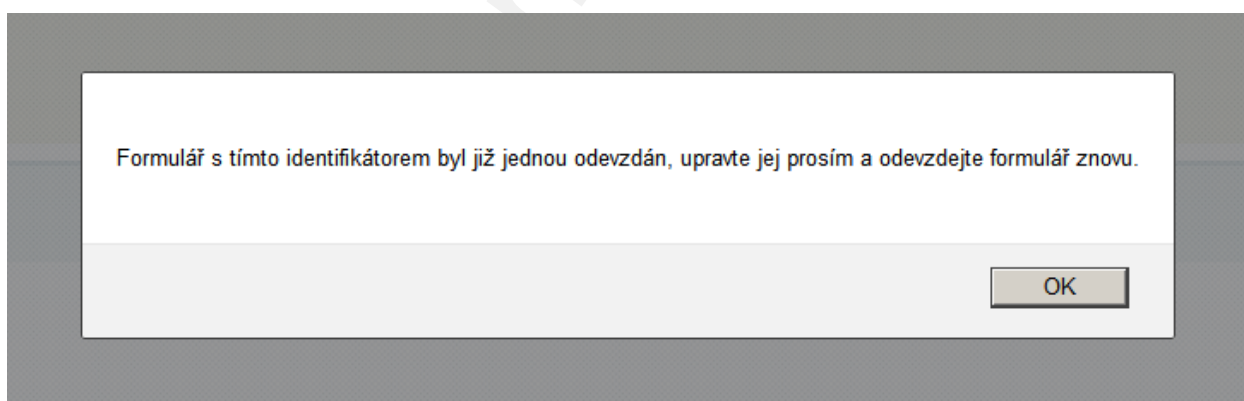 Formulář s tímto identifikátorem byl již jednou odevzdán, upravte jej prosím a odevzdejte formulář znovu.
OK